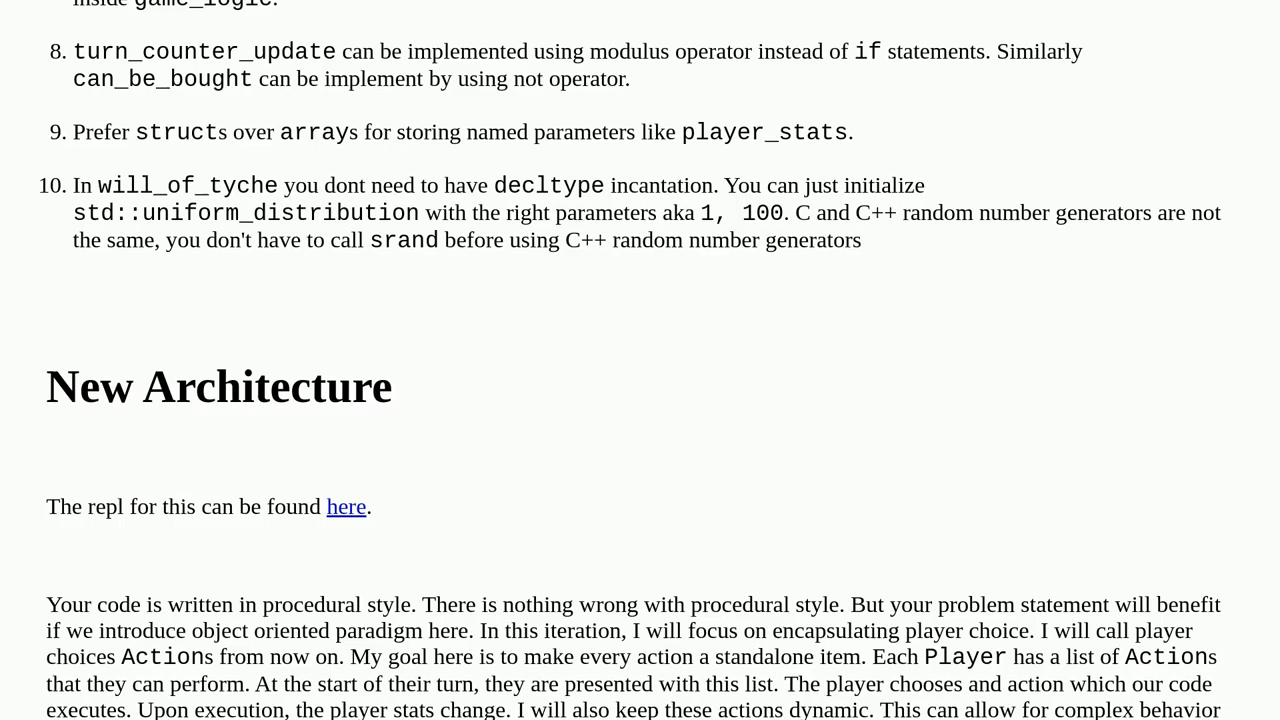 inside game_logic.
8. turn_counter_update can be implemented using modulus operator instead of if statements. Similarly
can_be_bought can be implement by using not operator.
9. Prefer structs over arrays for storing named parameters like player_stats.
10. In will_of_tyche you dont need to have decltype incantation. You can just initialize
std::uniform_distribution with the right parameters aka 1, 100. C and C++ random number generators are not
the same, you don't have to call srand before using C++ random number generators
New Architecture
The repl for this can be found here.
Your code is written in procedural style. There is nothing wrong with procedural style. But your problem statement will benefit
if we introduce object oriented paradigm here. In this iteration, I will focus on encapsulating player choice. I will call player
choices Actions from now on. My goal here is to make every action a standalone item. Each Player has a list of Actions
that they can perform. At the start of their turn, they are presented with this list. The player chooses and action which our code
executes. Upon execution, the player stats change. I will also keep these actions dynamic. This can allow for complex behavior